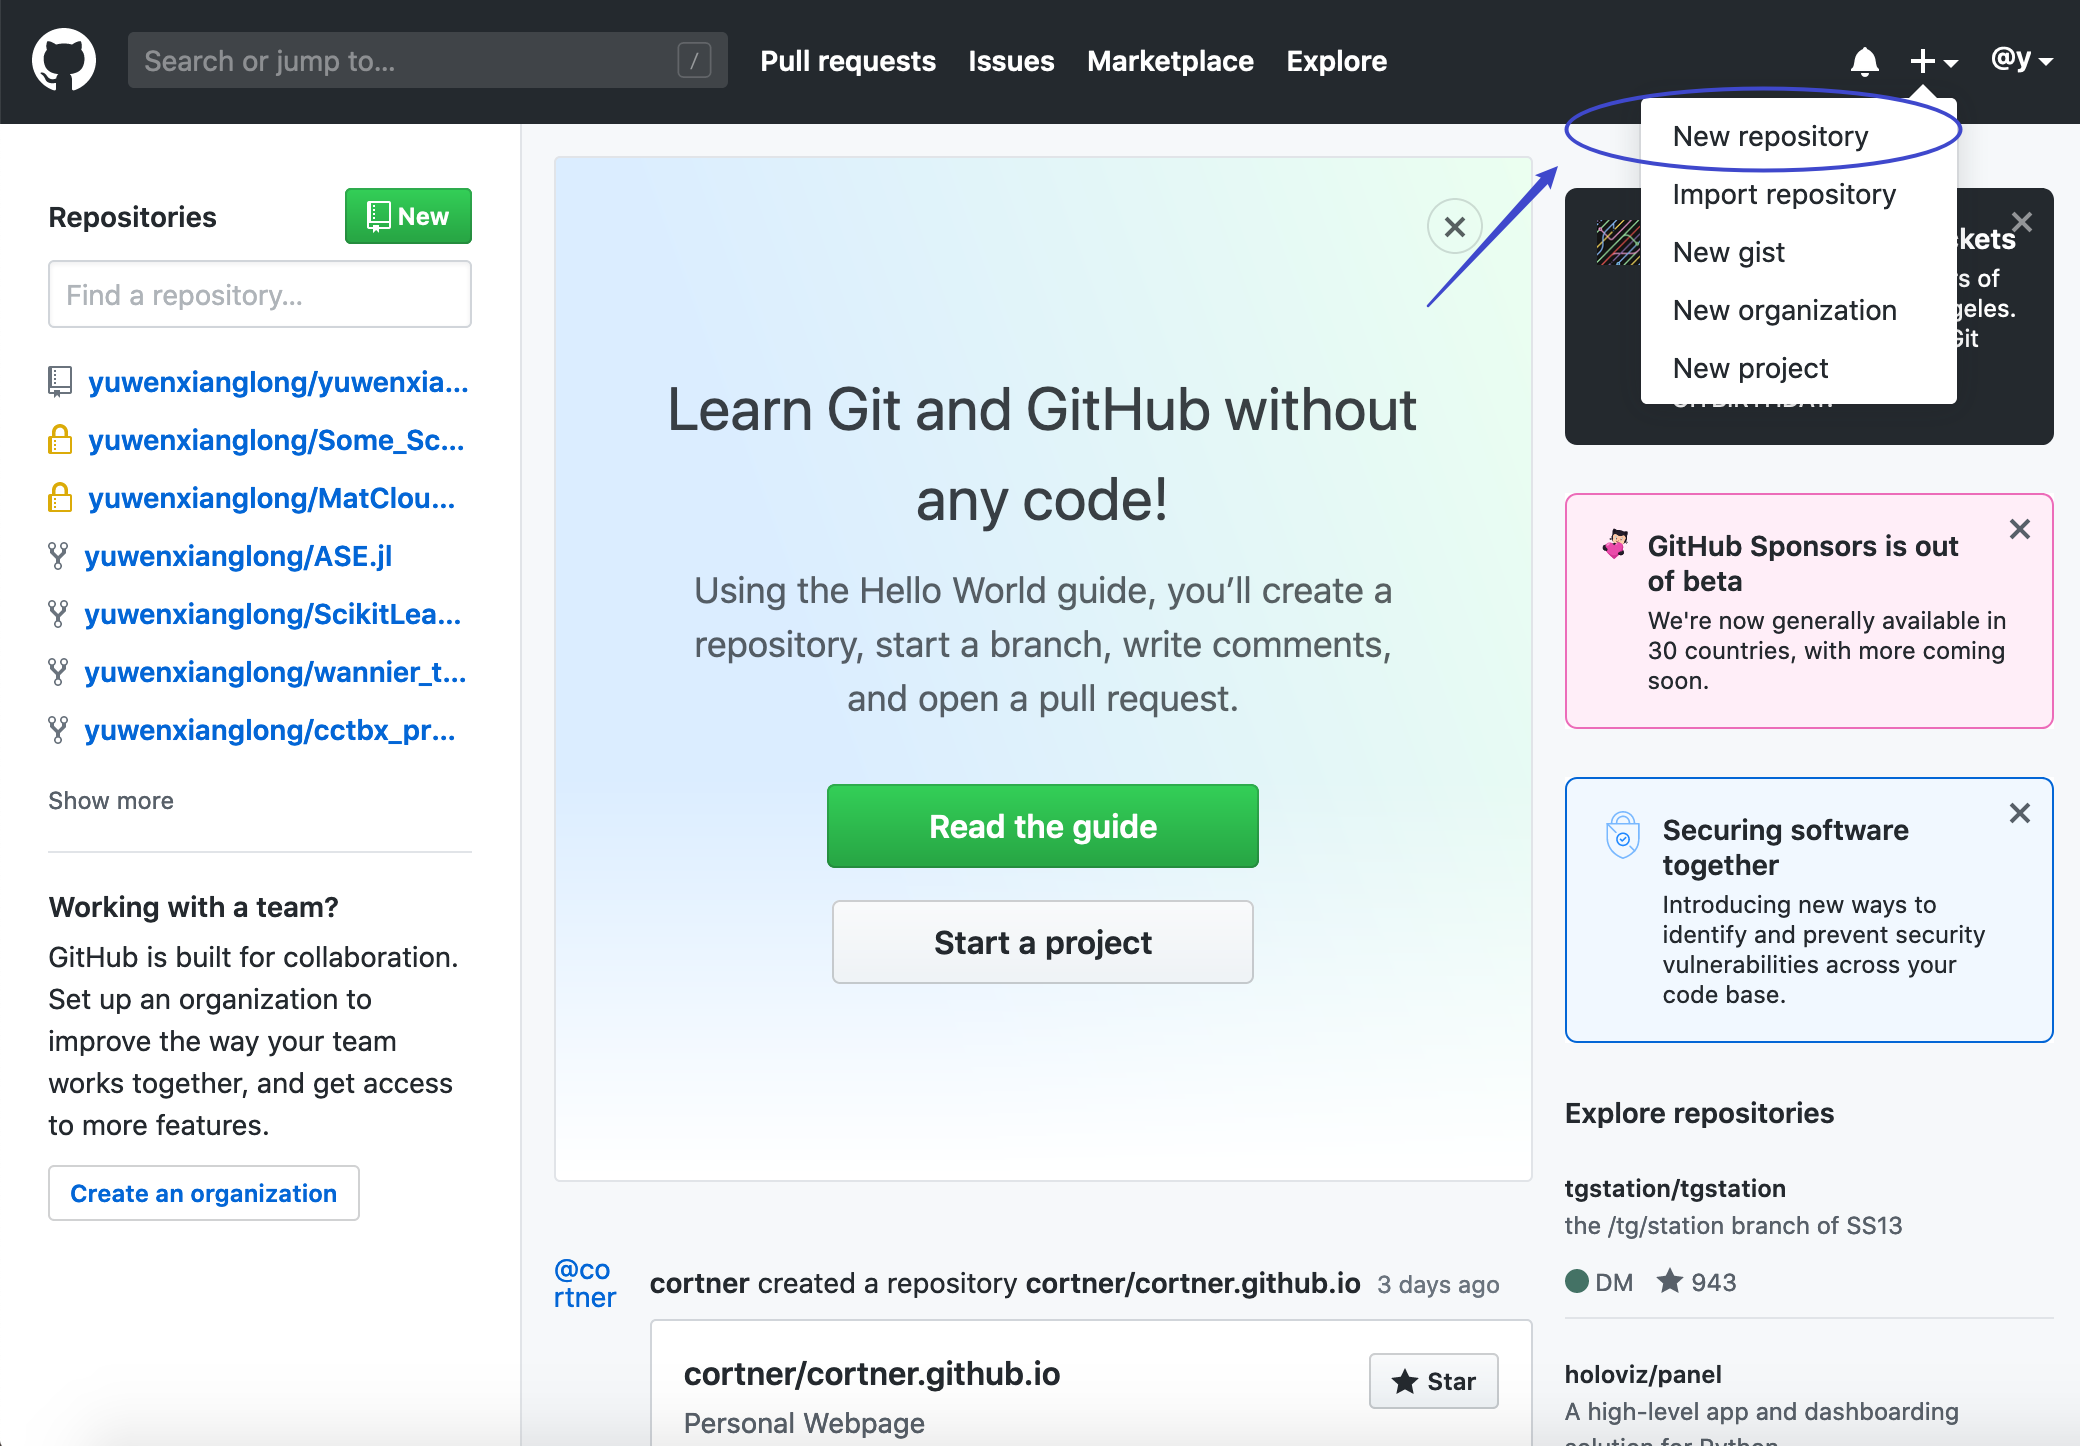 Search or jump to...
/
Pull requests
Issues
Marketplace
Explore
@y
New repository
Import repository
New gist
New organization
New project
Repositories
New
Find a repository...
yuwenxianglong/yuwenxia...
yuwenxianglong/Some_Sc...
yuwenxianglong/MatClou...
yuwenxianglong/ASE.jl
yuwenxianglong/ScikitLea...
yuwenxianglong/wannier_t...
yuwenxianglong/cctbx_pr...
Show more
Working with a team?
GitHub is built for collaboration.
Set up an organization to
improve the way your team
works together, and get access
to more features.
Create an organization
Learn Git and GitHub without
any code!
Using the Hello World guide, you’ll create a
repository, start a branch, write comments,
and open a pull request.
Read the guide
Start a project
@co
rtner
cortner created a repository cortner/cortner.github.io 3 days ago
cortner/cortner.github.io
Star
Personal Webpage
kets
s of
geles.
Git
GitHub Sponsors is out
of beta
We're now generally available in
30 countries, with more coming
soon.
Securing software
together
Introducing new ways to
identify and prevent security
vulnerabilities across your
code base.
Explore repositories
tgstation/tgstation
the /tg/station branch of SS13
DM 943
holoviz/panel
A high-level app and dashboarding
solution for Python